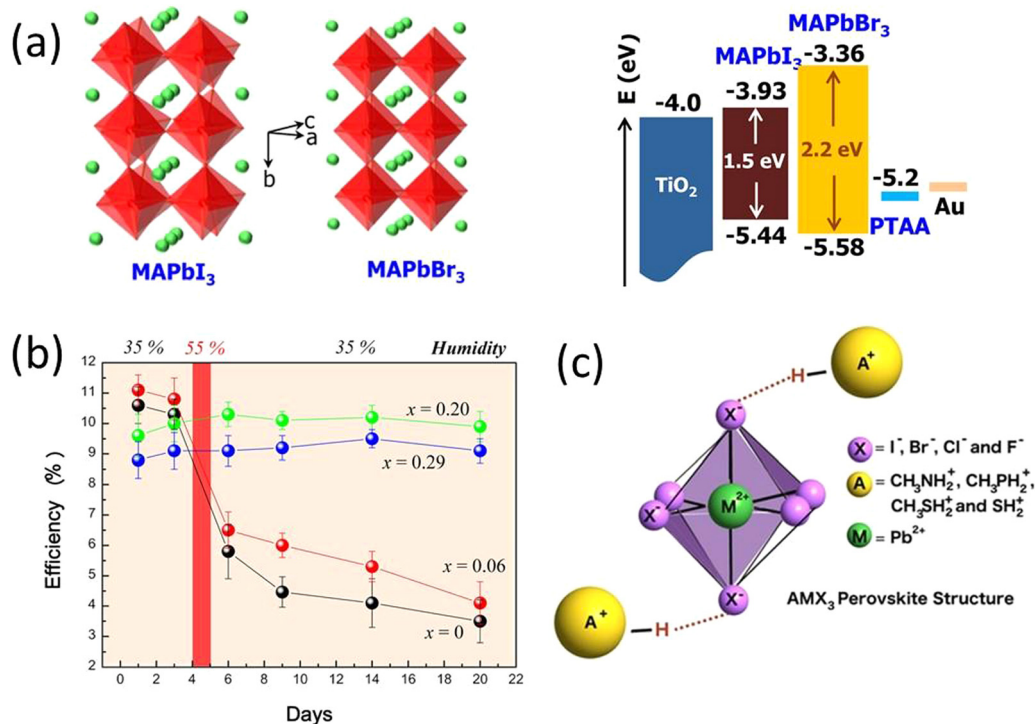 (a)
c
a
b
MAPbI3
MAPbBr3
E (eV)
MAPbBr3
MAPbI3
-3.36
-3.93
-4.0
1.5 eV
2.2 eV
TiO2
-5.2
-5.44
-5.58
PTAA
Au
(b)
35 % 55 % 35 % Humidity
Efficiency (%)
12
11
10
9
8
7
6
5
4
3
2
x = 0.20
x = 0.29
x = 0.06
x = 0
0 2 4 6 8 10 12 14 16 18 20 22
Days
(c)
A+
H
X-
M2+
X-
X-
A+
H
X = I-, Br-, Cl- and F-
A = CH3NH2+, CH3PH2+,
CH3SH2+ and SH2+
M = Pb2+
AMX3 Perovskite Structure